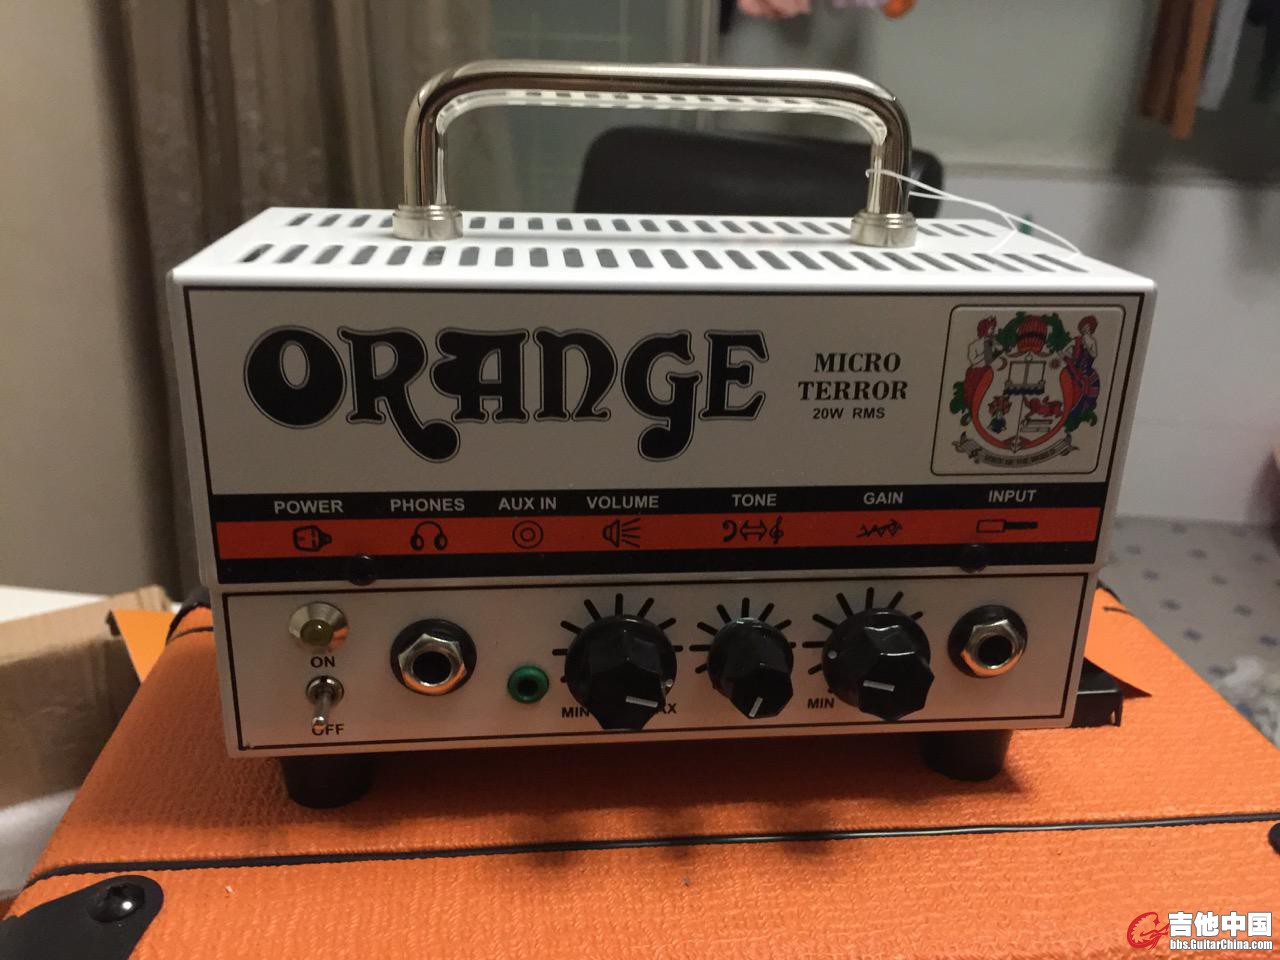 ORANGE
MICRO
TERROR
20W RMS
POWER
PHONES
AUX IN
VOLUME
TONE
GAIN
INPUT
ON
OFF
MIN
MIN
吉他中国
bbs.GuitarChina.com